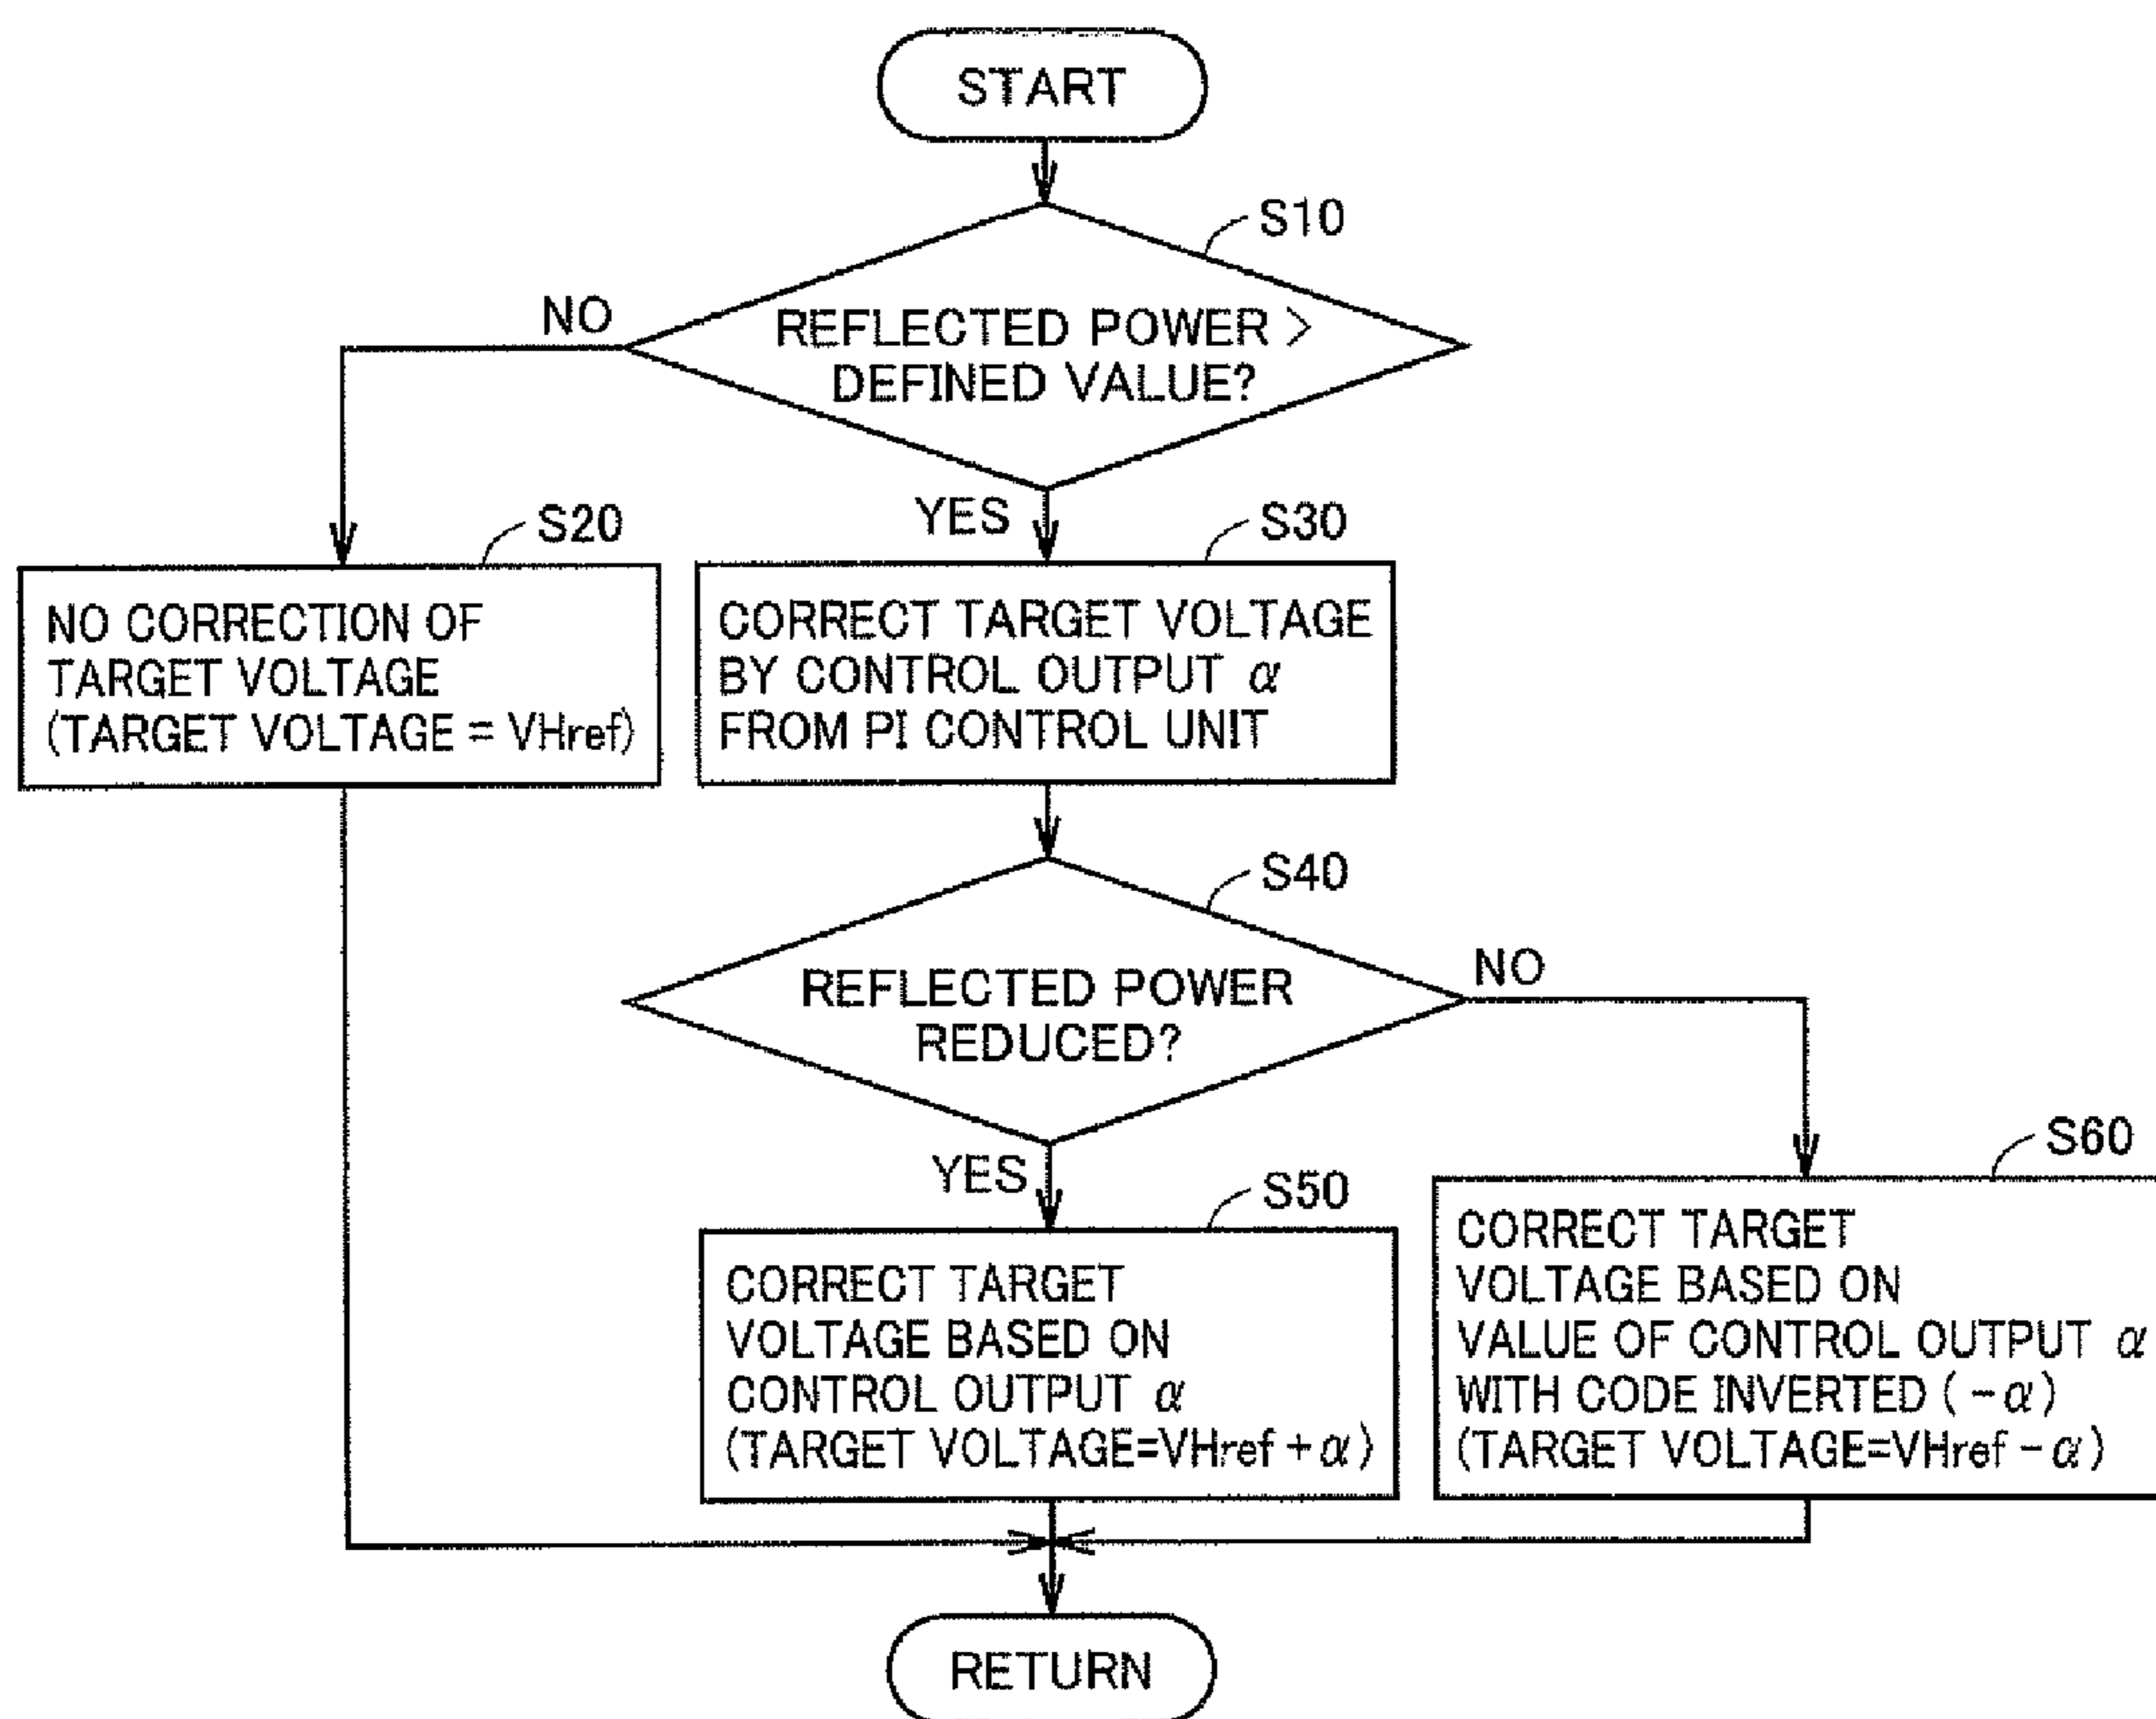 START
S10
NO
REFLECTED POWER >
DEFINED VALUE?
YES
S20
NO CORRECTION OF
TARGET VOLTAGE
(TARGET VOLTAGE = VHref)
S30
CORRECT TARGET VOLTAGE
BY CONTROL OUTPUT α
FROM PI CONTROL UNIT
S40
REFLECTED POWER
REDUCED?
NO
YES
S50
CORRECT TARGET
VOLTAGE BASED ON
CONTROL OUTPUT α
(TARGET VOLTAGE=VHref+α)
S60
CORRECT TARGET
VOLTAGE BASED ON
VALUE OF CONTROL OUTPUT α
WITH CODE INVERTED (-α)
(TARGET VOLTAGE=VHref-α)
RETURN